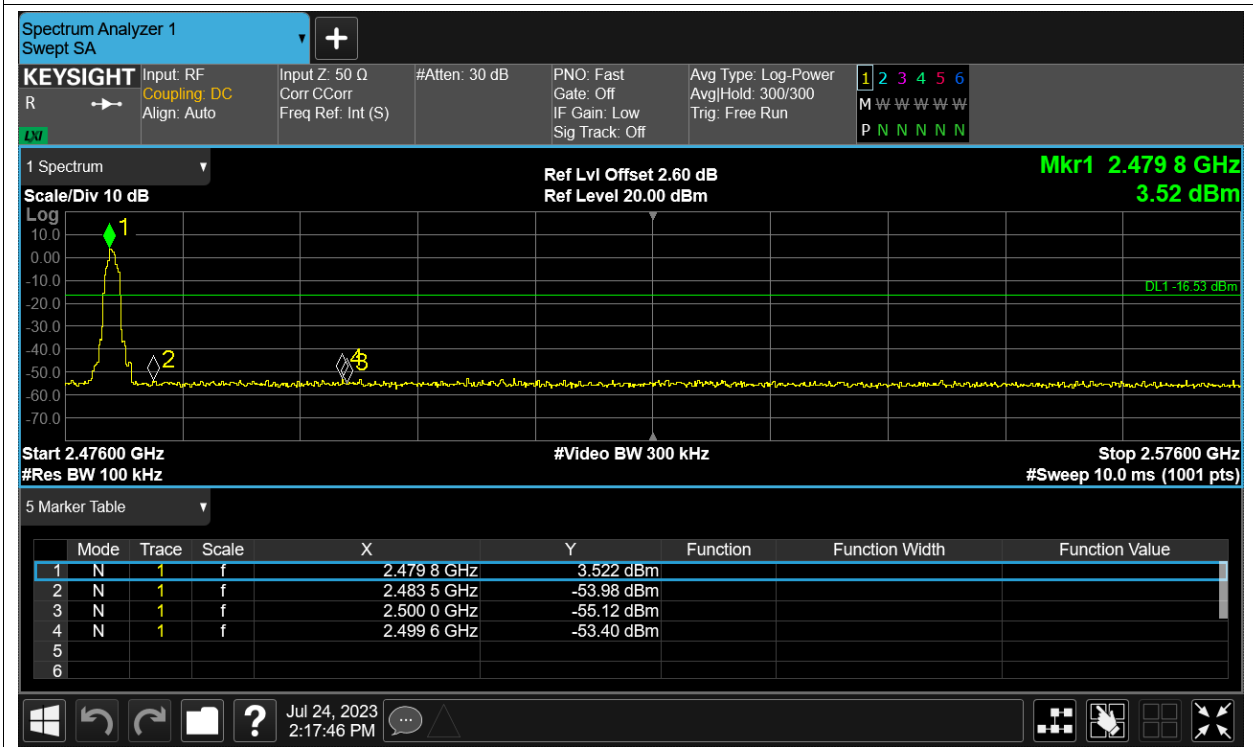 Spectrum Analyzer 1
Swept SA
+
KEYSIGHT
R
LXI
Input: RF
Coupling: DC
Align: Auto
Input Z: 50 Ω
Corr CCorr
Freq Ref: Int (S)
#Atten: 30 dB
PNO: Fast
Gate: Off
IF Gain: Low
Sig Track: Off
Avg Type: Log-Power
Avg|Hold: 300/300
Trig: Free Run
1 2 3 4 5 6
M W W W W W
P N N N N N
1 Spectrum
Scale/Div 10 dB
Ref Lvl Offset 2.60 dB
Ref Level 20.00 dBm
Mkr1 2.479 8 GHz
3.52 dBm
Log
10.0
0.00
-10.0
-20.0
-30.0
-40.0
-50.0
-60.0
-70.0
1
DL1 -16.53 dBm
2
4
3
Start 2.47600 GHz
#Video BW 300 kHz
Stop 2.57600 GHz
#Res BW 100 kHz
#Sweep 10.0 ms (1001 pts)
5 Marker Table
Mode Trace Scale X Y Function Function Width Function Value
1 N 1 f 2.479 8 GHz 3.522 dBm
2 N 1 f 2.483 5 GHz -53.98 dBm
3 N 1 f 2.500 0 GHz -55.12 dBm
4 N 1 f 2.499 6 GHz -53.40 dBm
5
6
?
Jul 24, 2023
2:17:46 PM